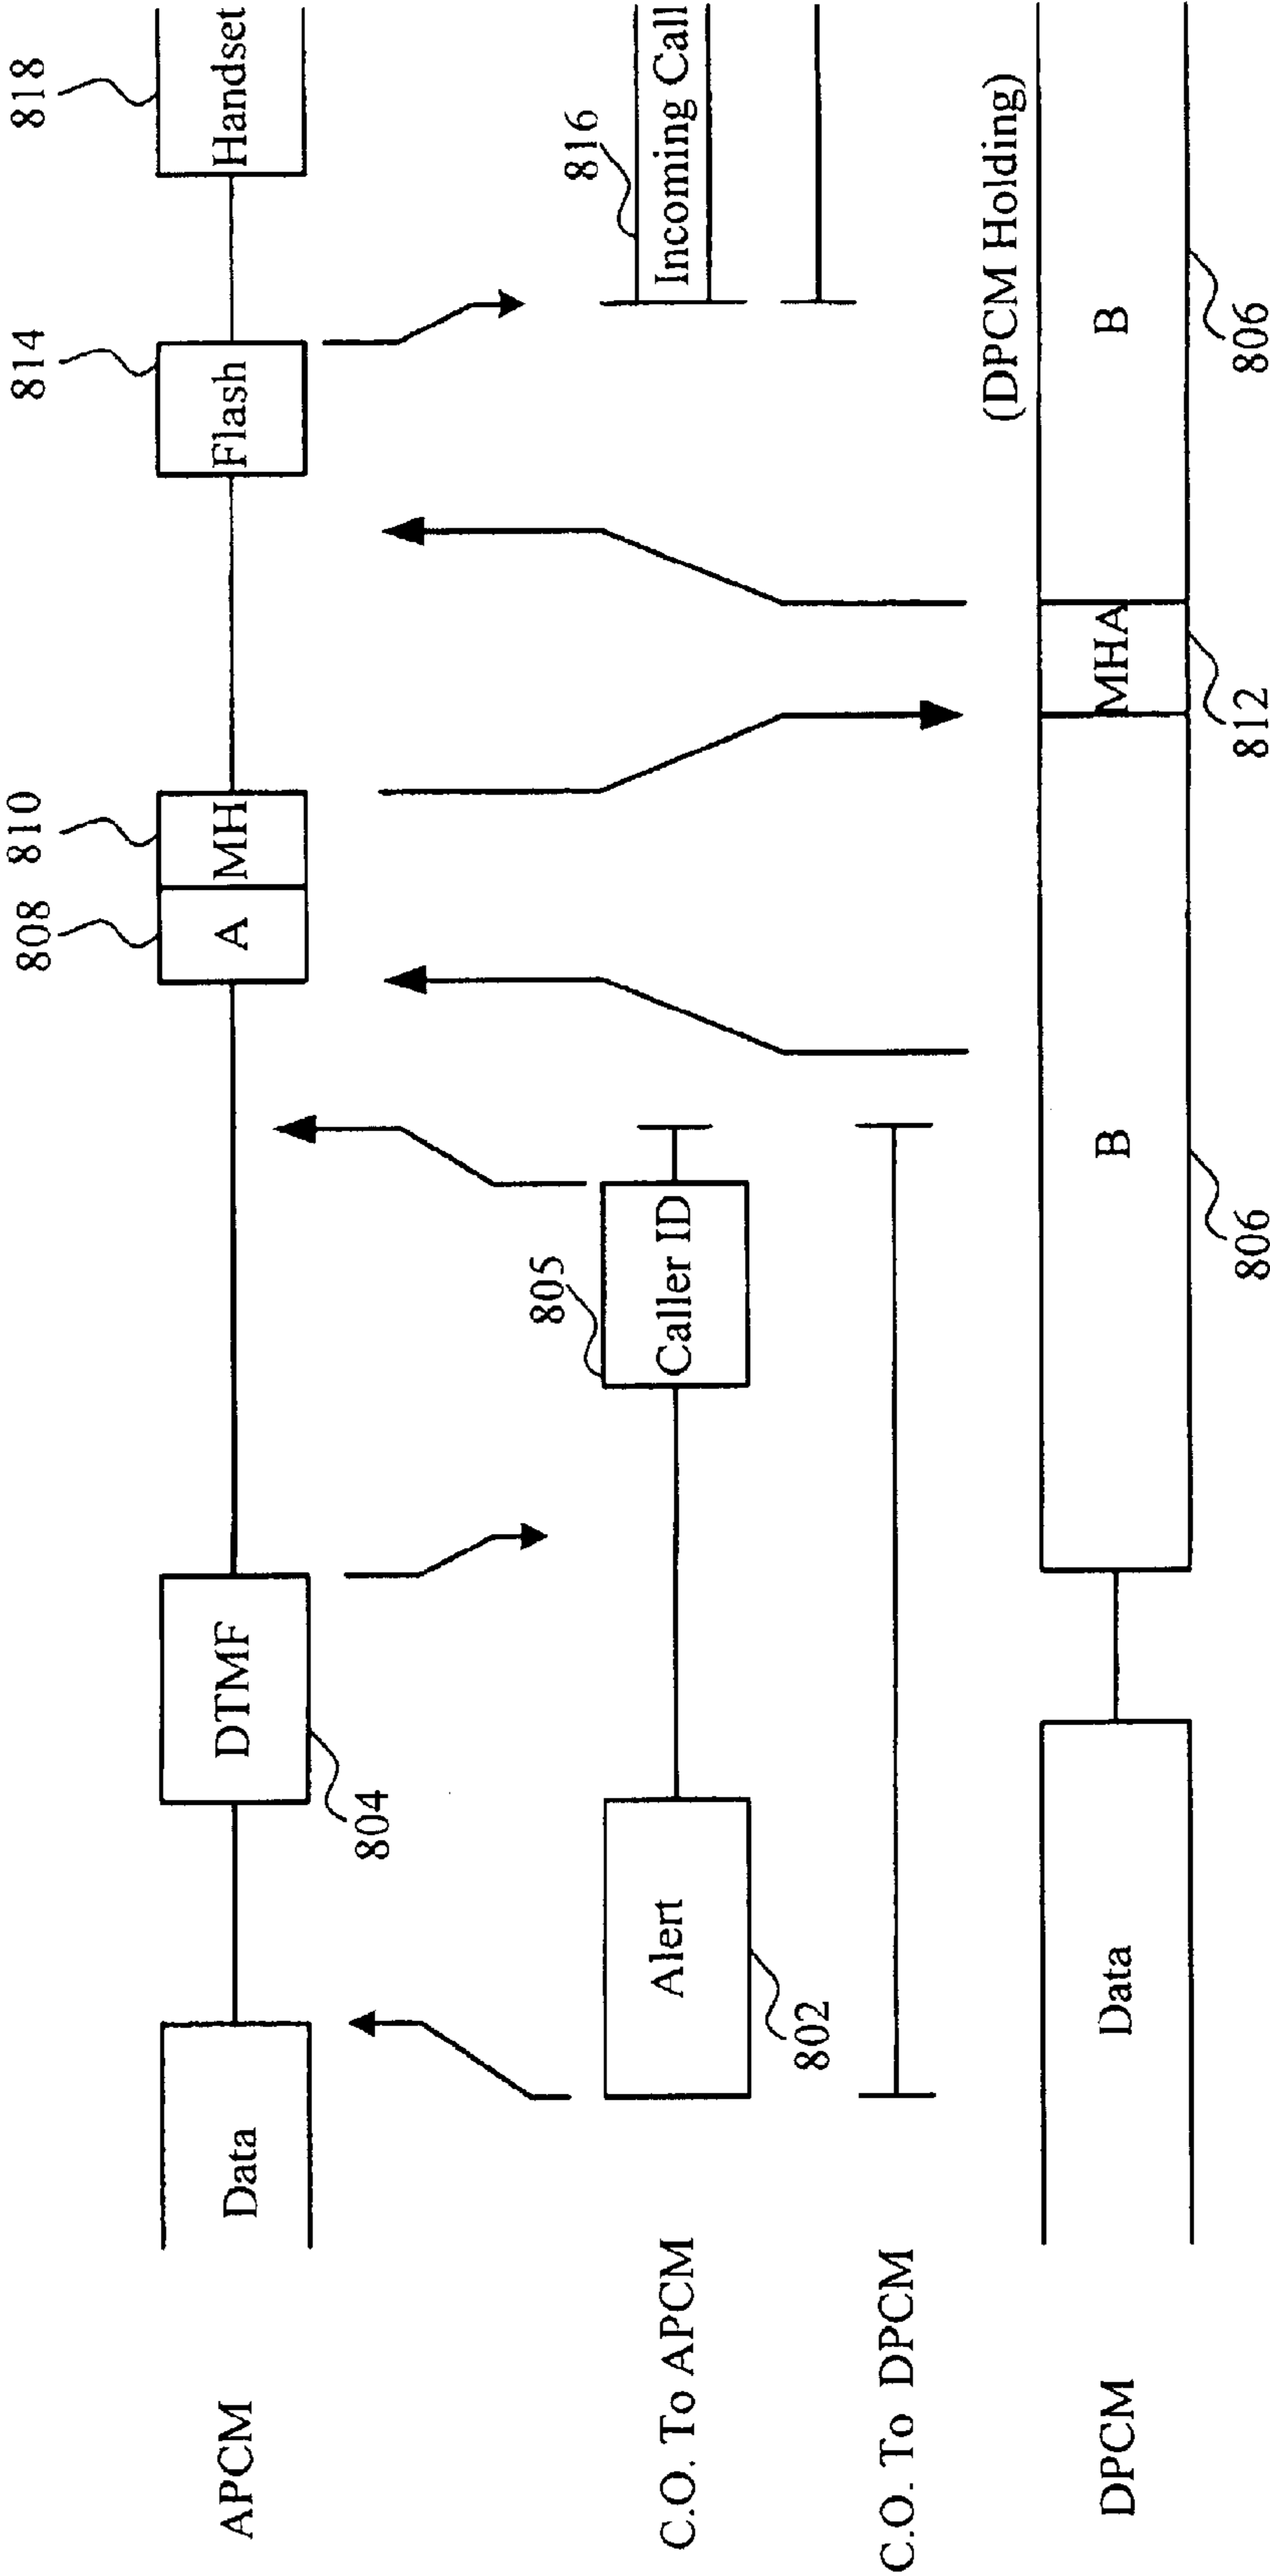 APCM
Data
DTMF
804
A
808
MH
810
Flash
814
Handset
818
C.O. To APCM
Alert
802
Caller ID
805
Incoming Call
816
C.O. To DPCM
DPCM
Data
B
806
MHA
812
B
806
(DPCM Holding)